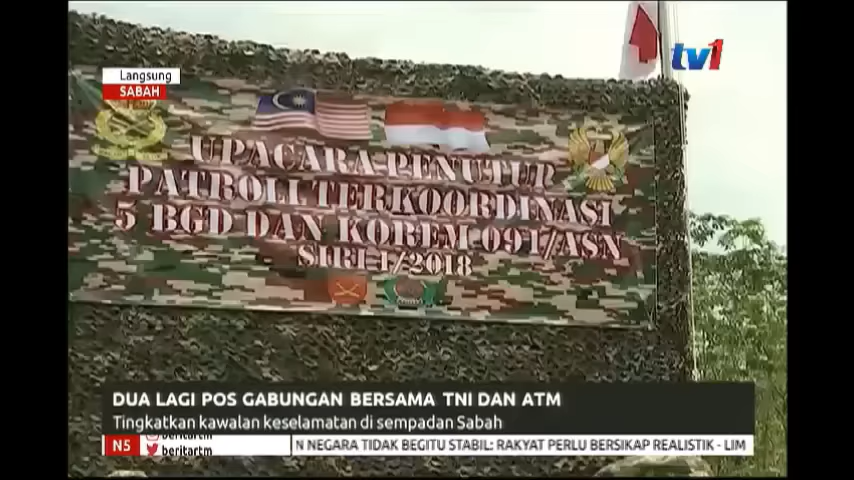 tv1
Langsung
SABAH
UPACARA PENUTUP
PATROLI TERKOORDINASI
5 BGD DAN KOREM 091/ASN
SIRI 1/2018
DUA LAGI POS GABUNGAN BERSAMA TNI DAN ATM
Tingkatkan kawalan keselamatan di sempadan Sabah
N5
beritartm
beritartm
N NEGARA TIDAK BEGITU STABIL: RAKYAT PERLU BERSIKAP REALISTIK - LIM